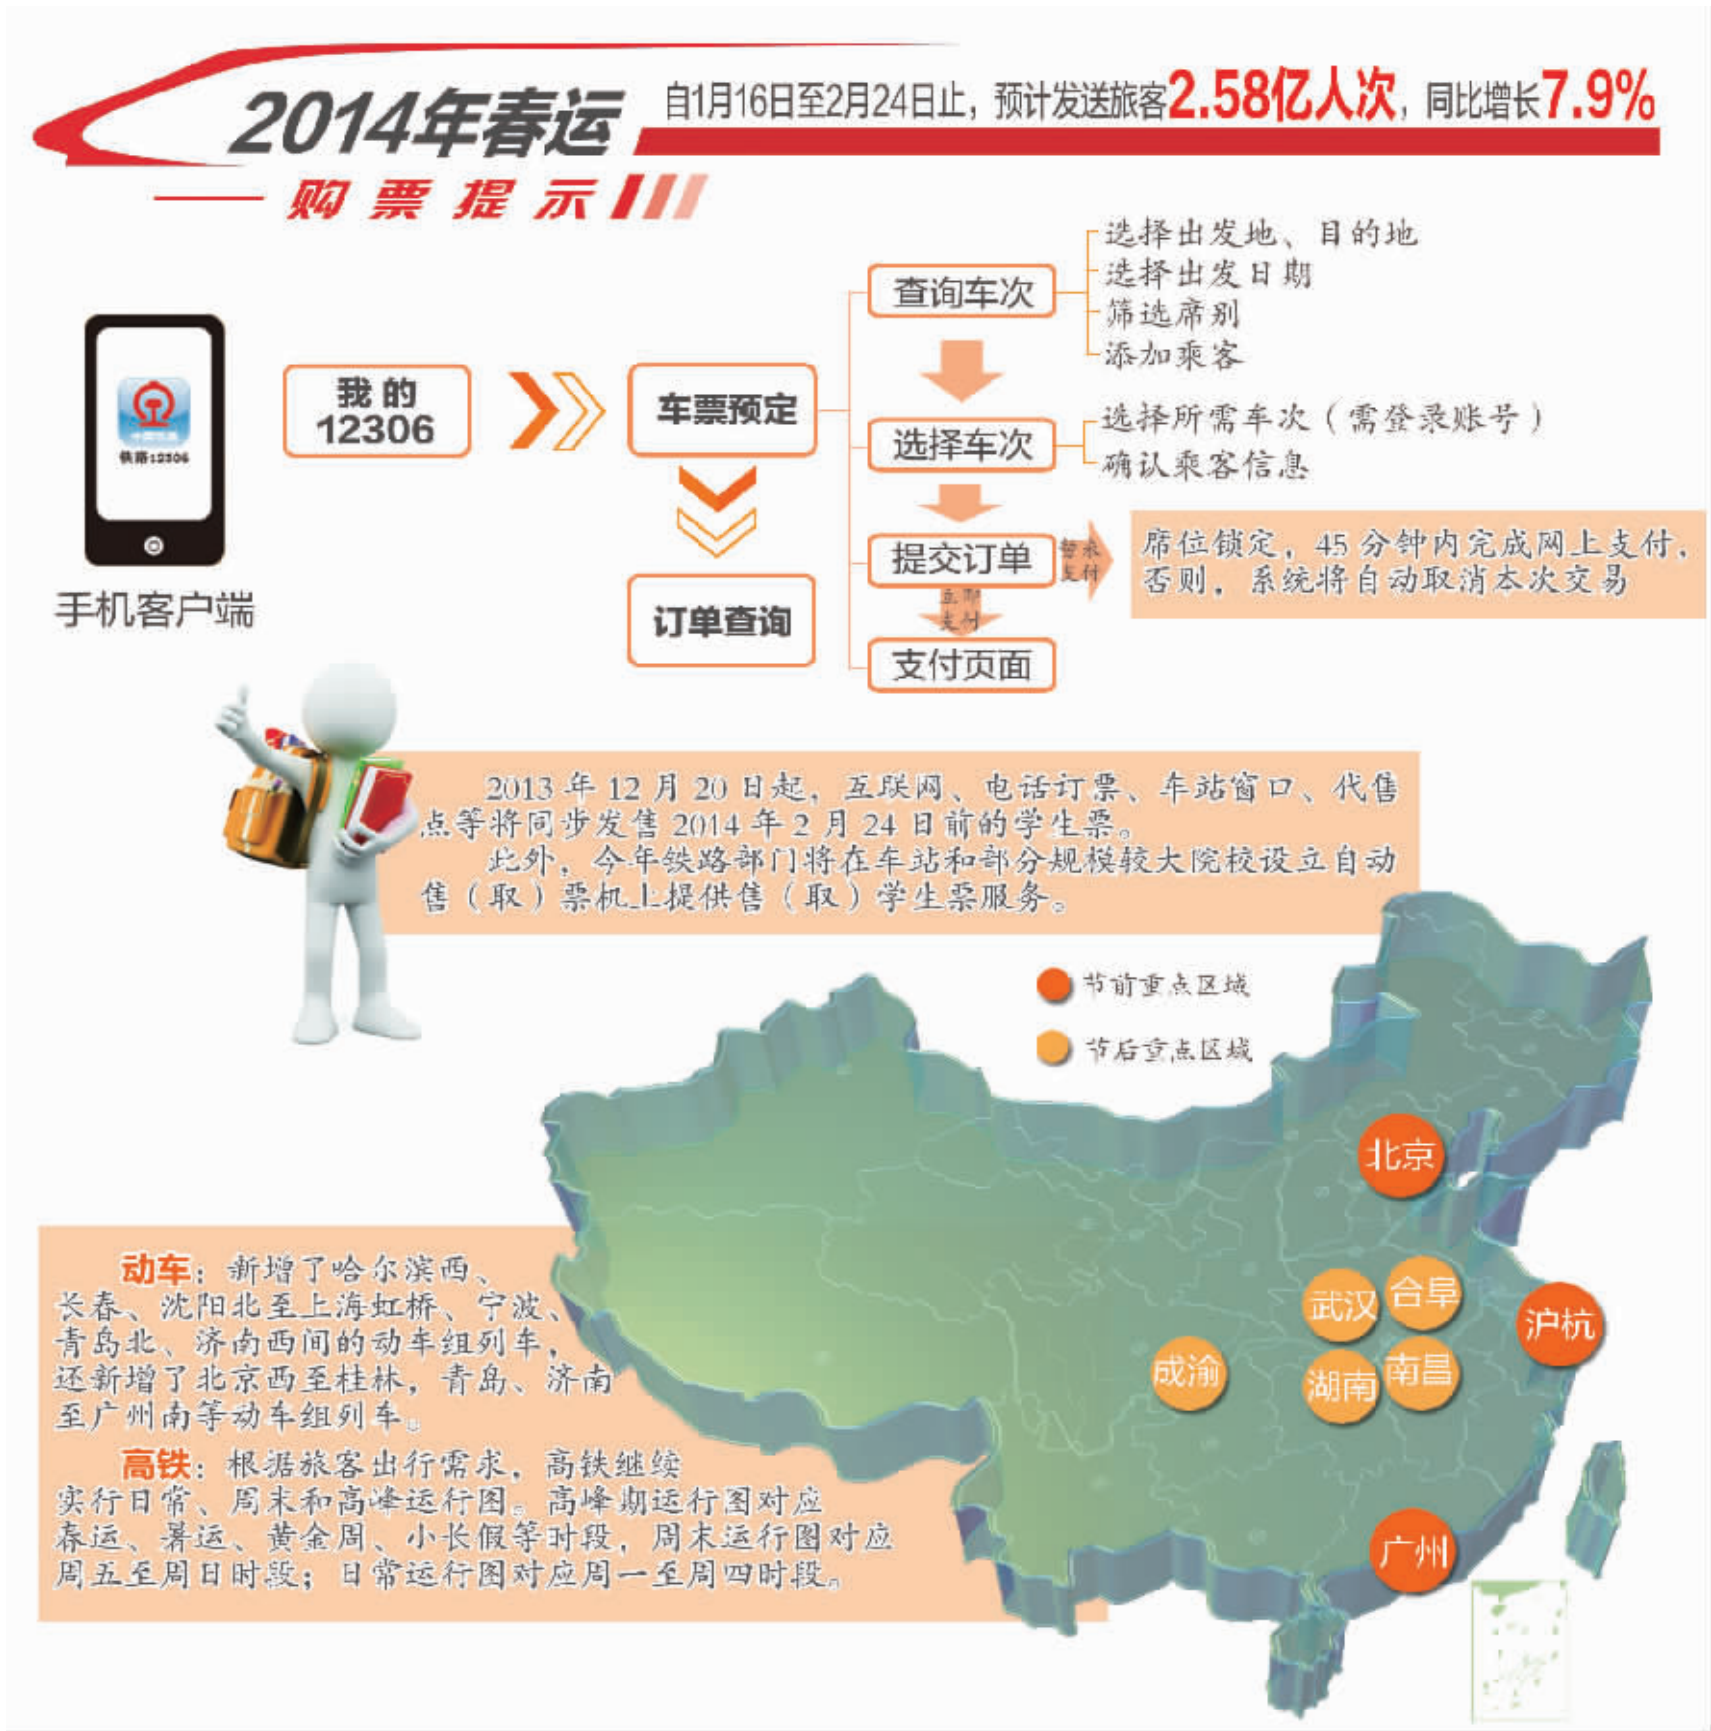 2014年春运
自1月16日至2月24日止，预计发送旅客2.58亿人次，同比增长7.9%
购票提示
铁路12306
手机客户端
我的
12306
车票预定
订单查询
查询车次
选择出发地、目的地
选择出发日期
筛选席别
添加乘客
选择车次
选择所需车次（需登录账号）
确认乘客信息
提交订单
暂未
支付
席位锁定，45分钟内完成网上支付，
否则，系统将自动取消本次交易
立即
支付
支付页面
2013年12月20日起，互联网、电话订票、车站窗口、代售
点等将同步发售2014年2月24日前的学生票。
此外，今年铁路部门将在车站和部分规模较大院校设立自动
售（取）票机上提供售（取）学生票服务。
节前重点区域
节后重点区域
北京
武汉
合阜
沪杭
成渝
湖南
南昌
广州
动车：新增了哈尔滨西、
长春、沈阳北至上海虹桥、宁波、
青岛北、济南西间的动车组列车，
还新增了北京西至桂林，青岛、济南
至广州南等动车组列车。
高铁：根据旅客出行需求，高铁继续
实行日常、周末和高峰运行图。高峰期运行图对应
春运、暑运、黄金周、小长假等时段，周末运行图对应
周五至周日时段；日常运行图对应周一至周四时段。